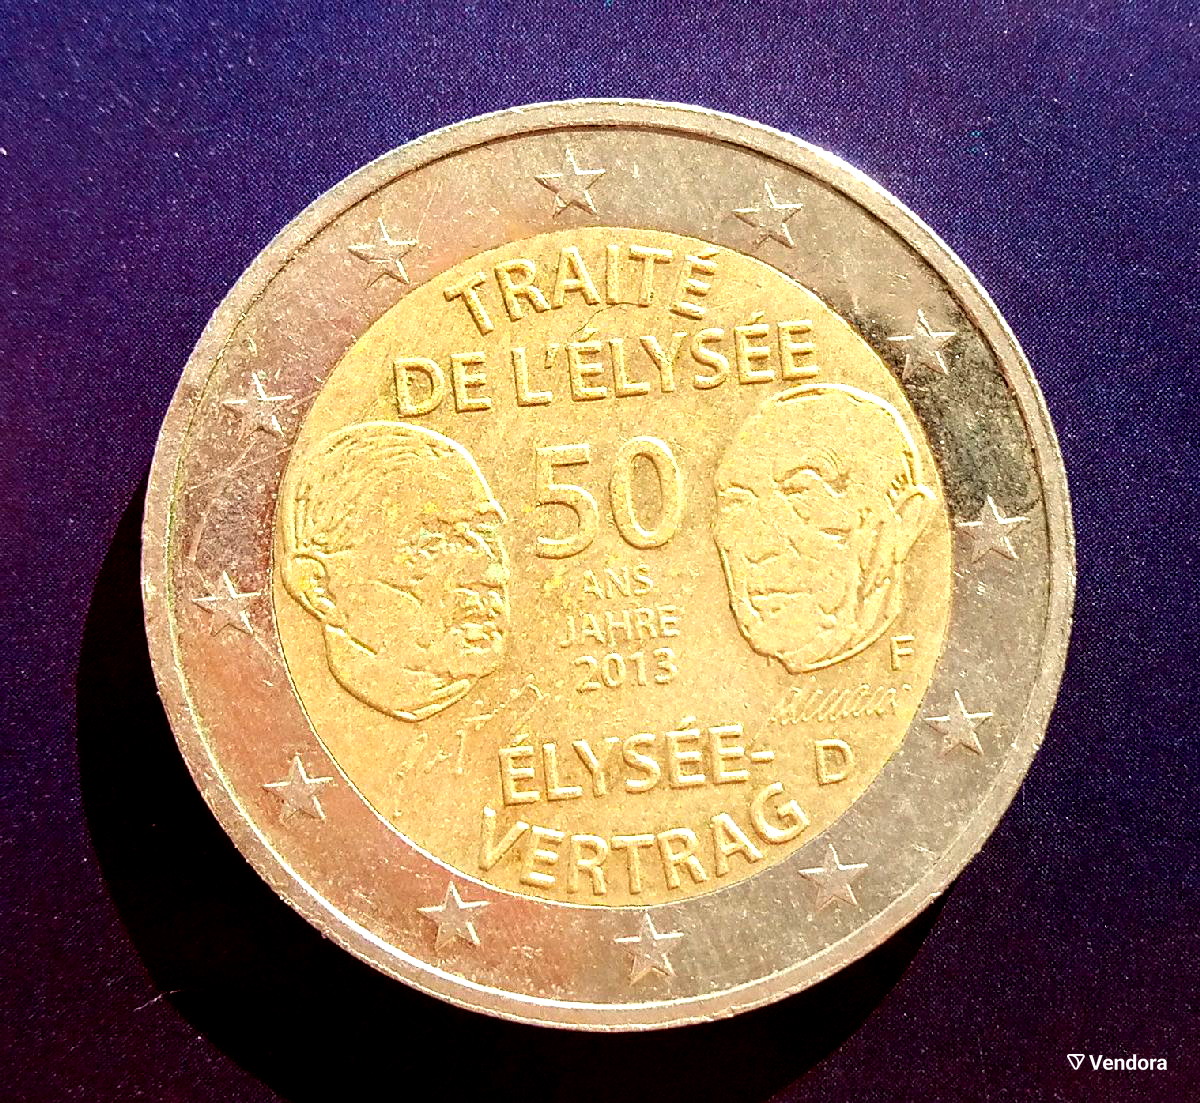 TRAITÉ
DE L'ÉLYSÉE
50
ANS
JAHRE
2013
F
ÉLYSÉE-
D
VERTRAG
Vendora